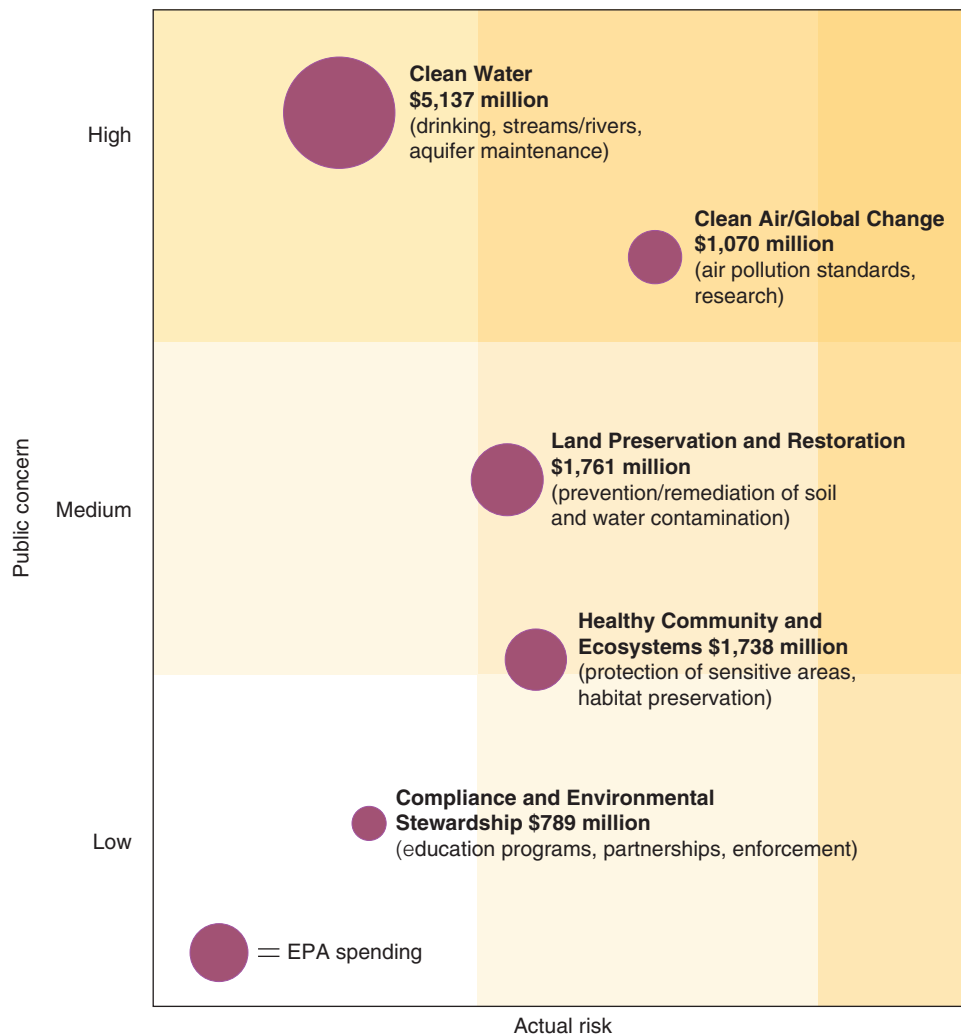 Clean Water
$5,137 million
(drinking, streams/rivers,
aquifer maintenance)
High
Clean Air/Global Change
$1,070 million
(air pollution standards,
research)
Public concern
Land Preservation and Restoration
$1,761 million
(prevention/remediation of soil
and water contamination)
Medium
Healthy Community and
Ecosystems $1,738 million
(protection of sensitive areas,
habitat preservation)
Compliance and Environmental
Stewardship $789 million
(education programs, partnerships, enforcement)
Low
= EPA spending
Actual risk